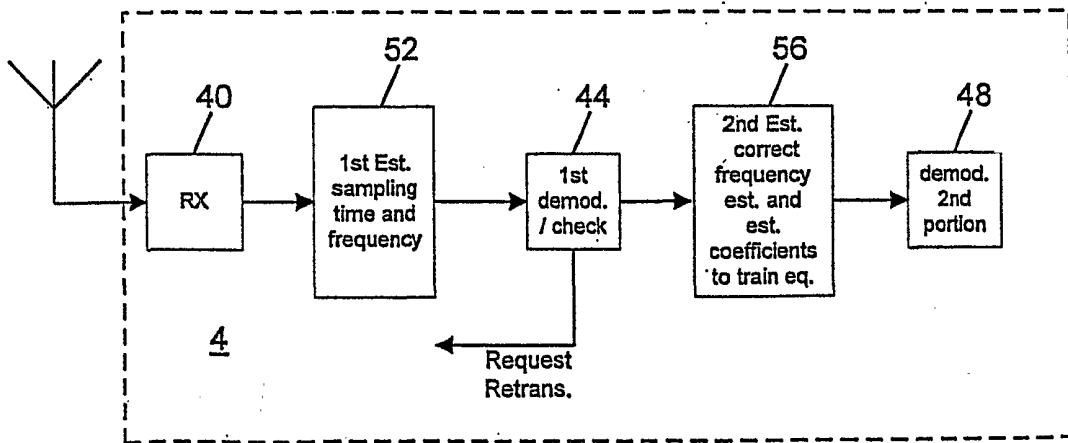 52
56
40
44
48
RX
1st Est.
sampling
time and
frequency
1st
demod.
/ check
2nd Est.
correct
frequency
est. and
est.
coefficients
to train eq.
demod.
2nd
portion
4
Request
Retrans.